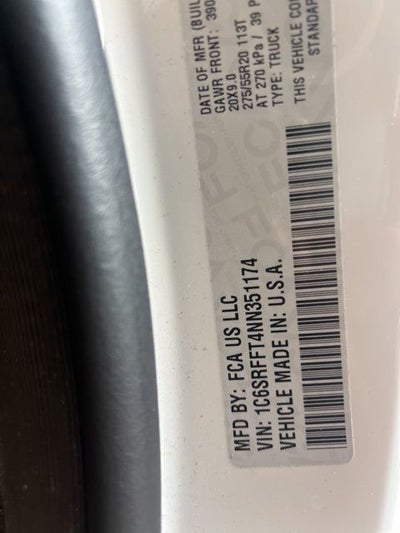 MFD BY: FCA US LLC
VIN: 1C6SRFFT4NN351174
VEHICLE MADE IN: U.S.A.
DATE OF MFR (BUIL
GAWR FRONT: 390
20X9.0
275/55R20 113T
AT 270 kPa / 39 P
TYPE: TRUCK
THIS VEHICLE CO
STANDAR